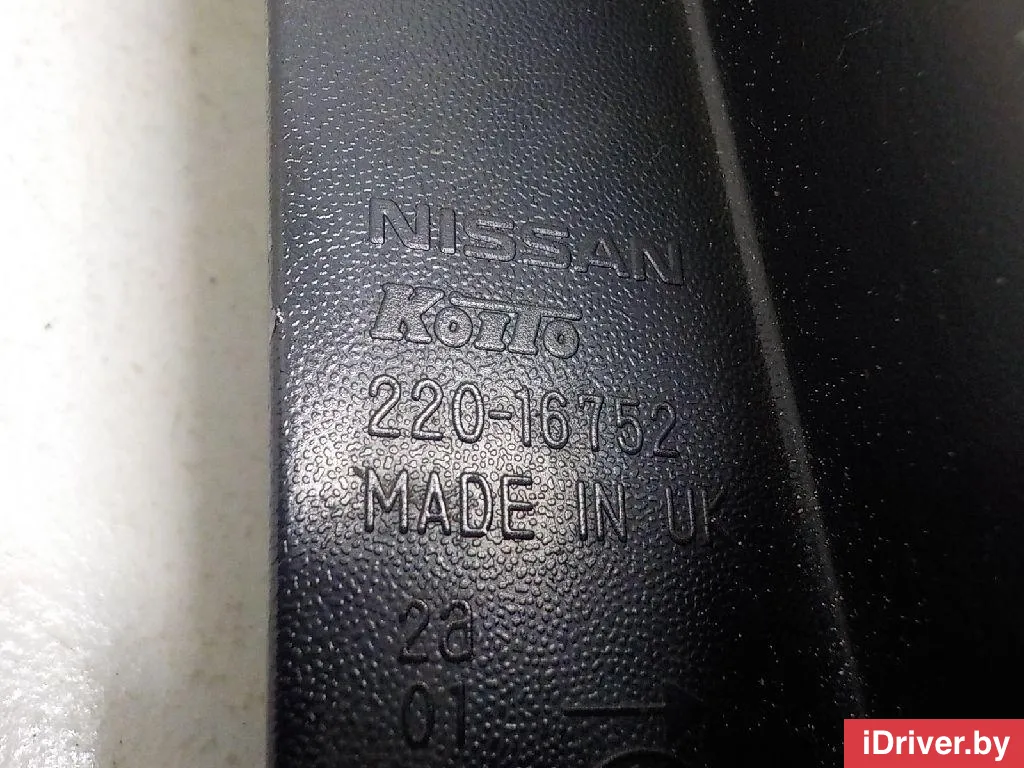 NISSAN
KOITO
220-16752
MADE IN UK
2a
01
iDriver.by